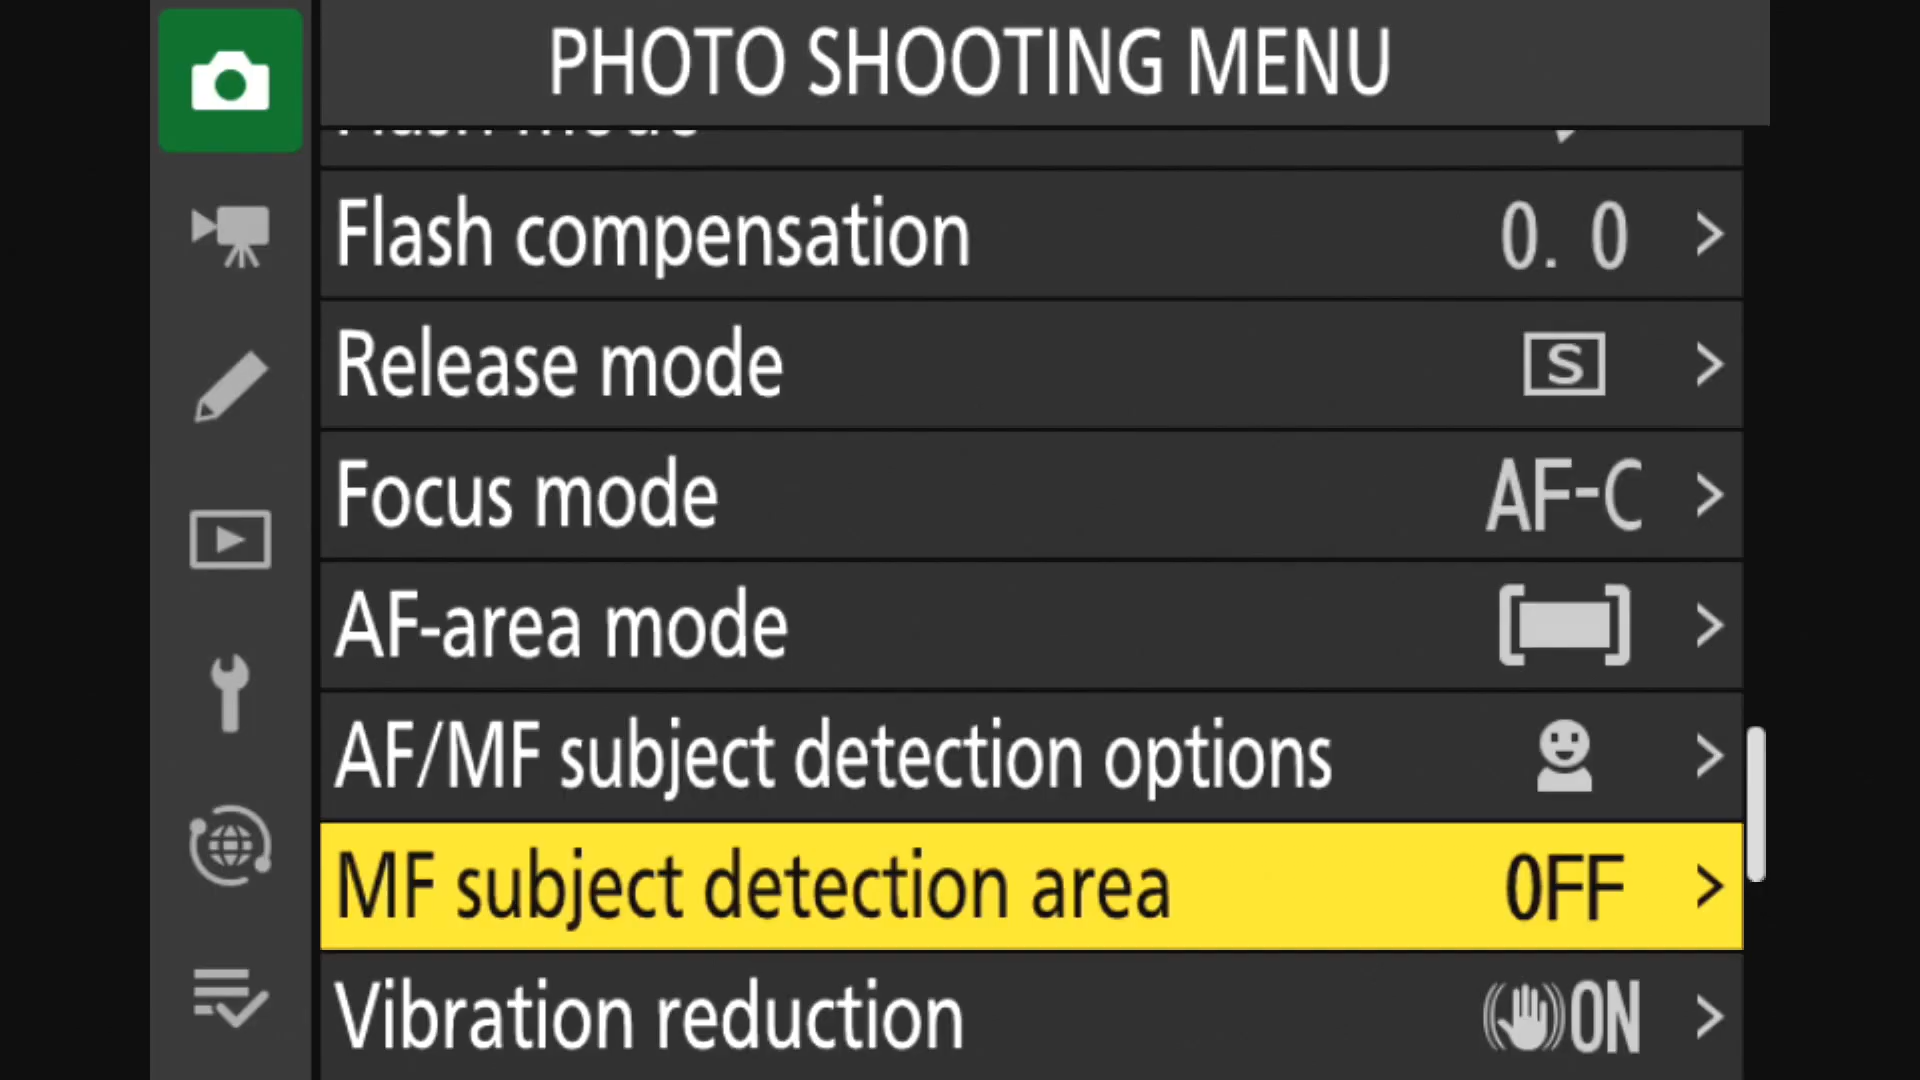 PHOTO SHOOTING MENU
Flash compensation 0. 0
Release mode S
Focus mode AF-C
AF-area mode
AF/MF subject detection options
MF subject detection area OFF
Vibration reduction ON